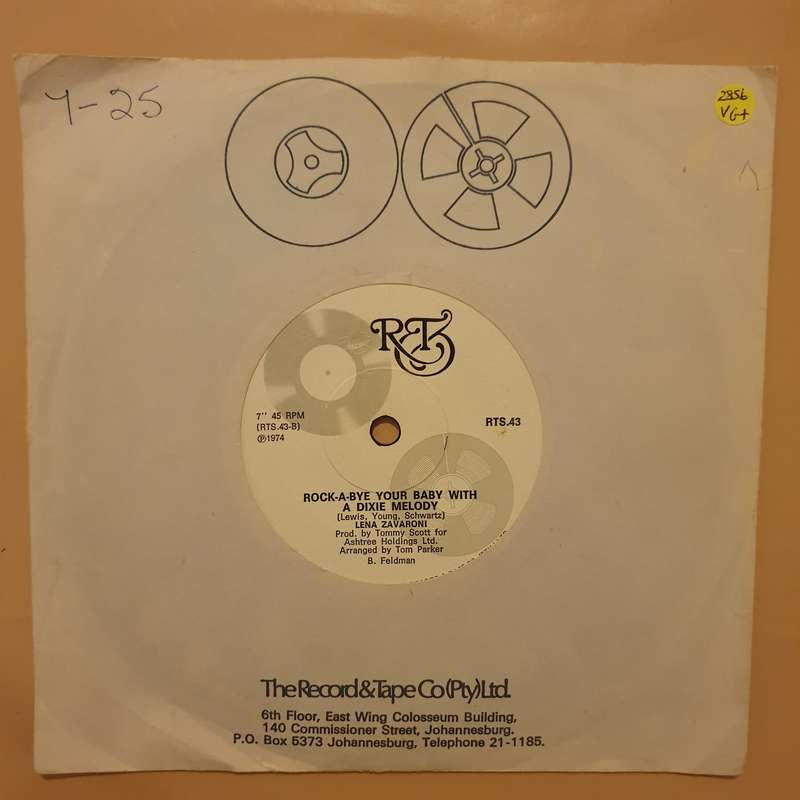 Y-25
2856
VG+
R&T
7" 45 RPM
(RTS.43-B)
℗1974
RTS.43
ROCK-A-BYE YOUR BABY WITH
A DIXIE MELODY
(Lewis, Young, Schwartz)
LENA ZAVARONI
Prod. by Tommy Scott for
Ashtree Holdings Ltd.
Arranged by Tom Parker
B. Feldman
The Record & Tape Co (Pty) Ltd.
6th Floor, East Wing Colosseum Building,
140 Commissioner Street, Johannesburg.
P.O. Box 5373 Johannesburg, Telephone 21-1185.